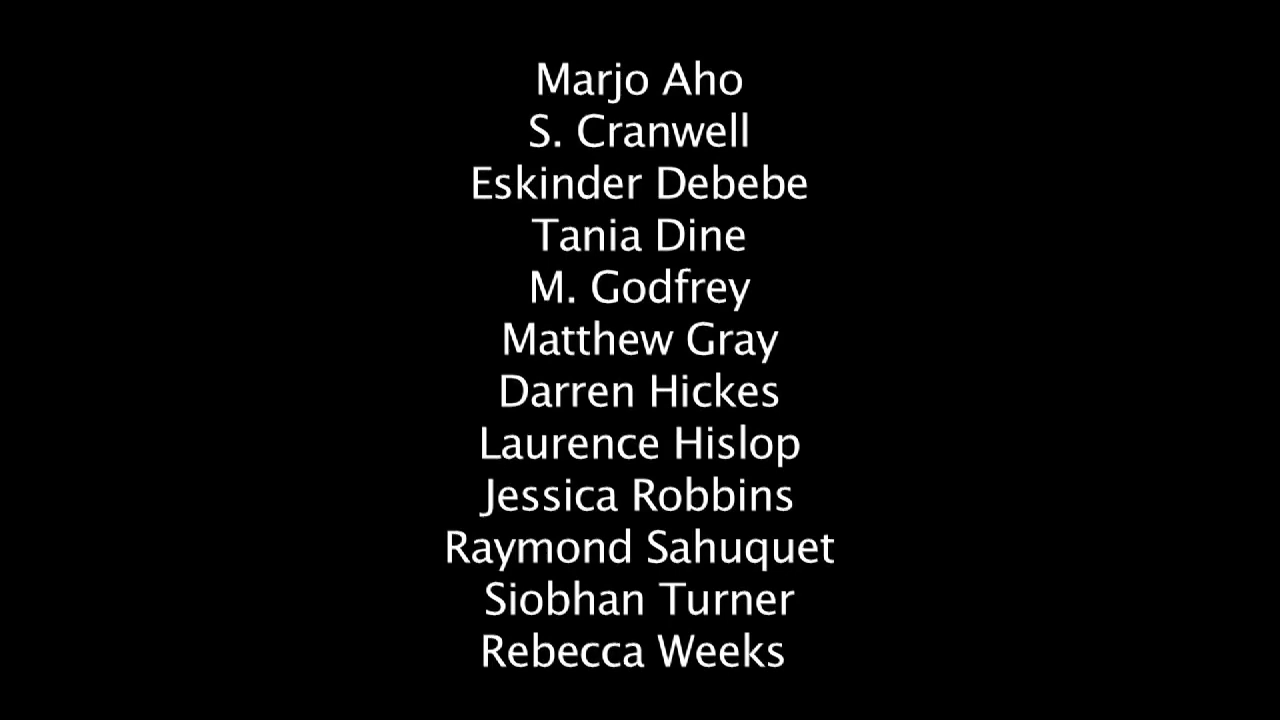 Marjo Aho
S. Cranwell
Eskinder Debebe
Tania Dine
M. Godfrey
Matthew Gray
Darren Hickes
Laurence Hislop
Jessica Robbins
Raymond Sahuquet
Siobhan Turner
Rebecca Weeks